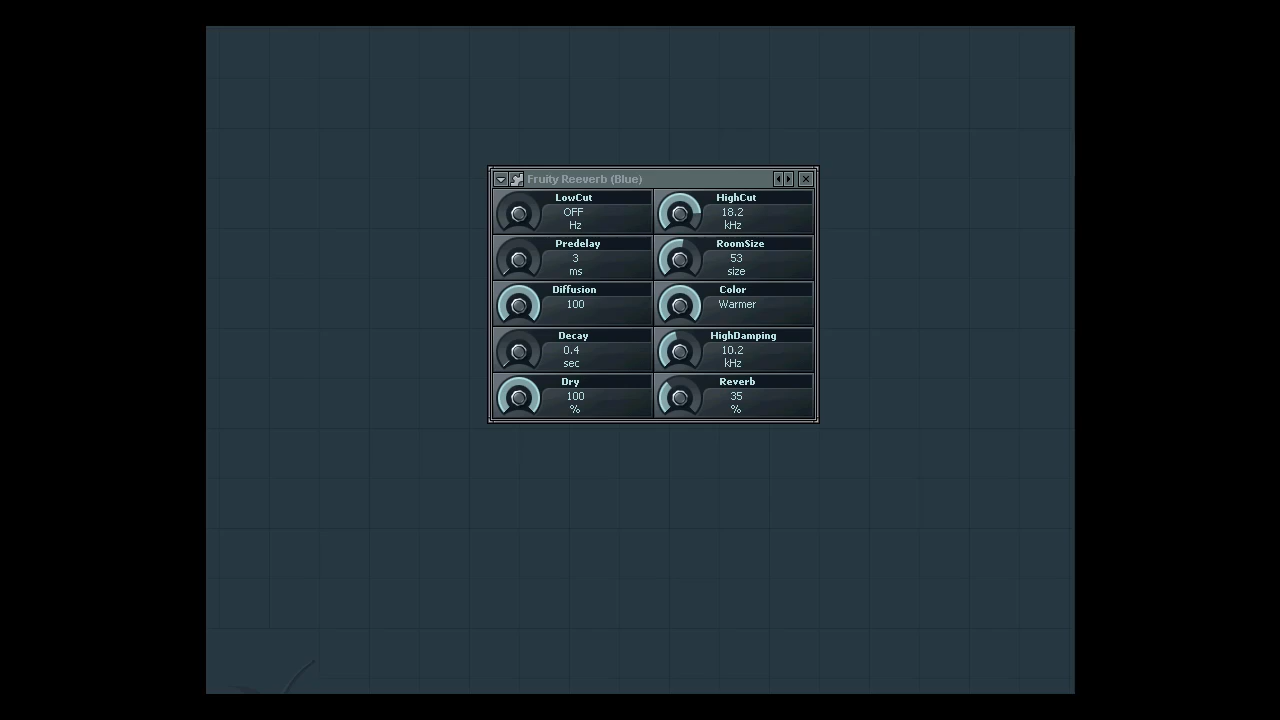 Fruity Reeverb (Blue)
LowCut
OFF
Hz
HighCut
18.2
kHz
Predelay
3
ms
RoomSize
53
size
Diffusion
100
Color
Warmer
Decay
0.4
sec
HighDamping
10.2
kHz
Dry
100
%
Reverb
35
%